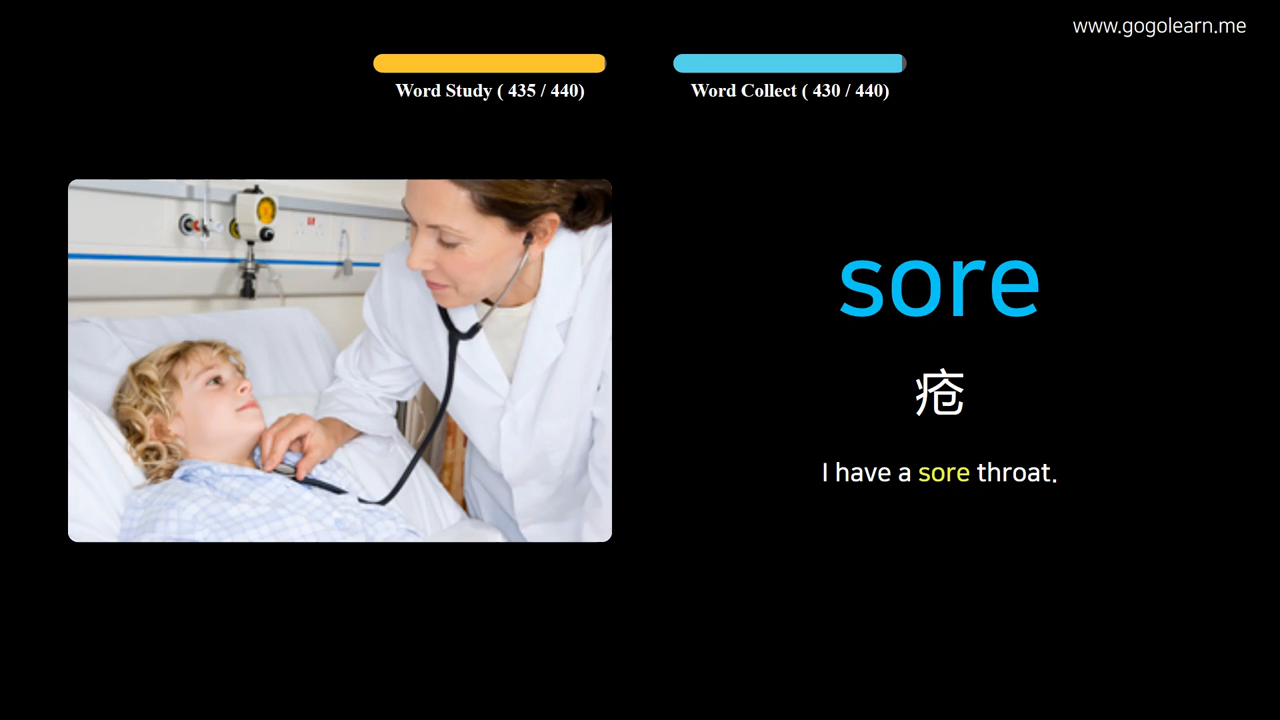 www.gogolearn.me
Word Study ( 435 / 440)
Word Collect ( 430 / 440)
sore
疮
I have a sore throat.